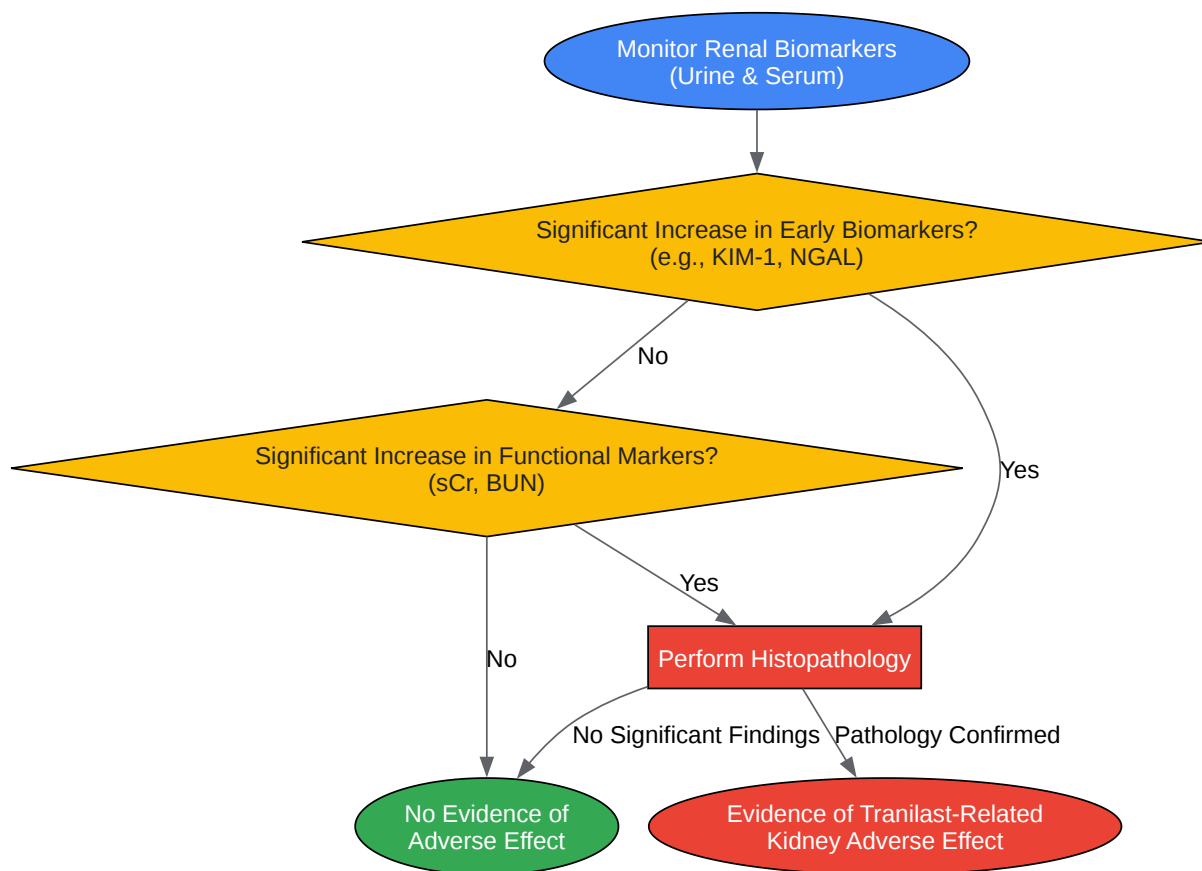 Monitor Renal Biomarkers
(Urine & Serum)
Significant Increase in Early Biomarkers?
(e.g., KIM-1, NGAL)
No
Significant Increase in Functional Markers?
(sCr, BUN)
Yes
Yes
No
Perform Histopathology
No Significant Findings
Pathology Confirmed
No Evidence of
Adverse Effect
Evidence of Tranilast-Related
Kidney Adverse Effect